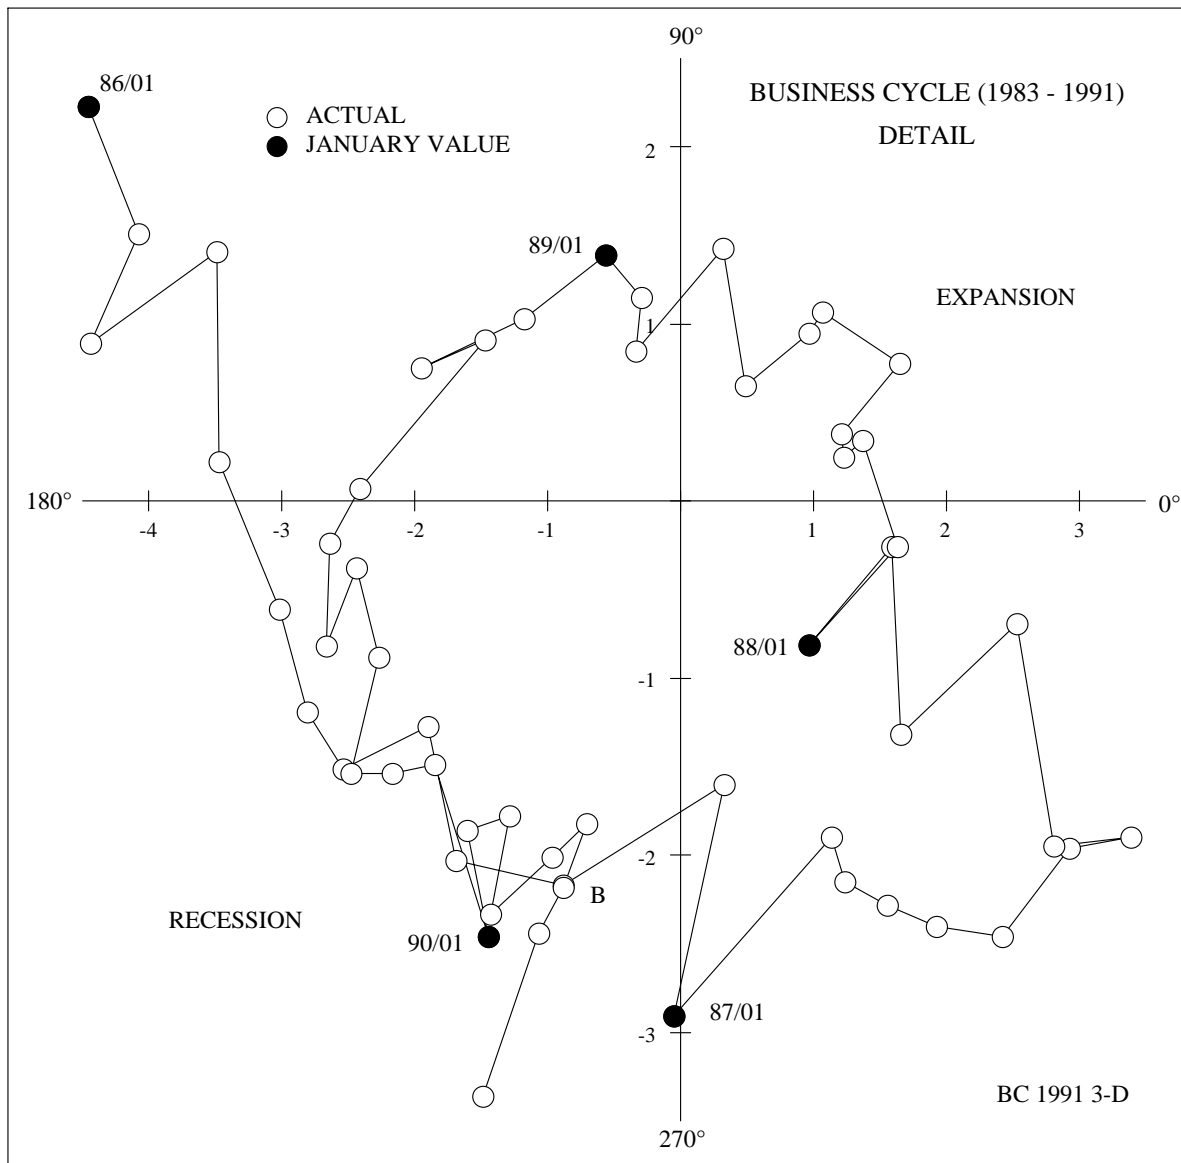 90°
86/01
BUSINESS CYCLE (1983 - 1991)
DETAIL
ACTUAL
JANUARY VALUE
2
89/01
EXPANSION
1
180°
0°
-4
-3
-2
-1
1
2
3
88/01
-1
-2
B
RECESSION
90/01
87/01
-3
BC 1991 3-D
270°